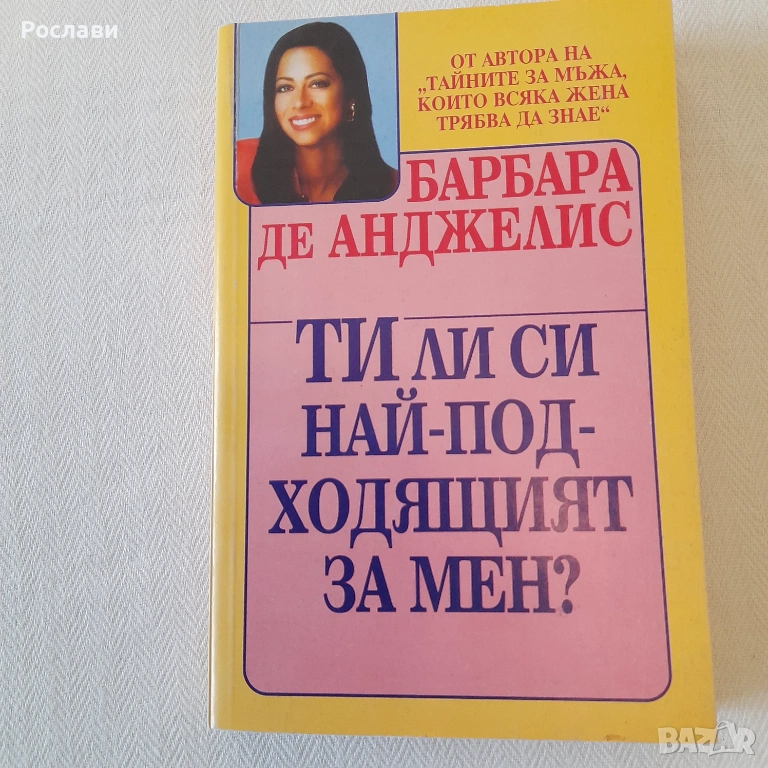 Рослави
ОТ АВТОРА НА
„ТАЙНИТЕ ЗА МЪЖА,
КОИТО ВСЯКА ЖЕНА
ТРЯБВА ДА ЗНАЕ“
БАРБАРА
ДЕ АНДЖЕЛИС
ТИ ЛИ СИ
НАЙ-ПОД-
ХОДЯЩИЯТ
ЗА МЕН?
BAZAR